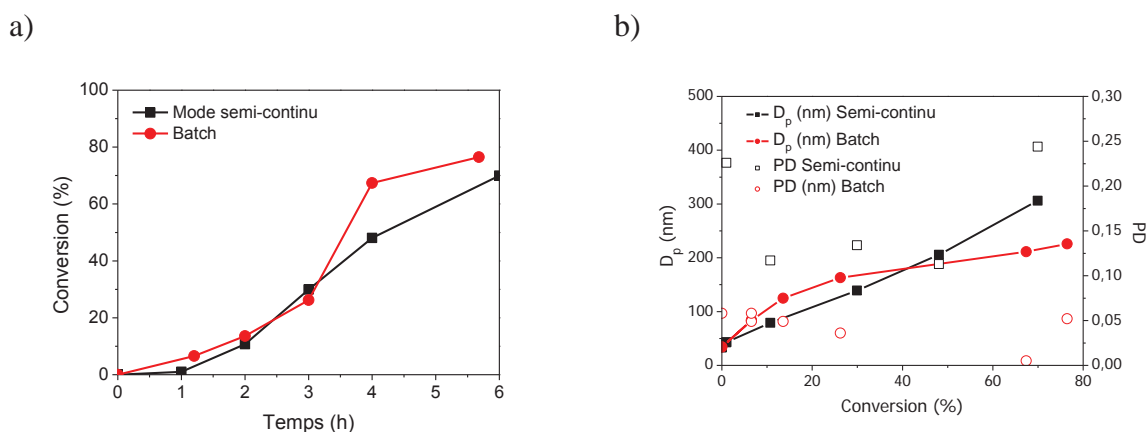 a)
b)
100
80
60
40
20
0
Conversion (%)
Mode semi-continu
Batch
0 1 2 3 4 5 6
Temps (h)
500
400
300
200
100
0
D_p (nm)
D_p (nm) Semi-continu
D_p (nm) Batch
PD Semi-continu
PD (nm) Batch
0,30
0,25
0,20
0,15
0,10
0,05
0,00
PD
0 20 40 60 80
Conversion (%)